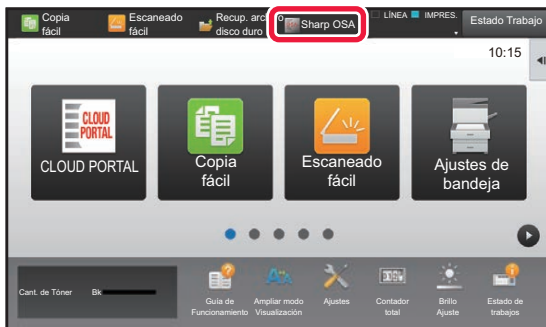 Copia
fácil
Escaneado
fácil
Recup. arc o
disco duro
Sharp OSA
LÍNEA
IMPRES.
Estado Trabajo
10:15
CLOUD
PORTAL
CLOUD PORTAL
Copia
fácil
Escaneado
fácil
Ajustes de
bandeja
Cant. de Tóner
Bk
Guía de
Funcionamiento
Ampliar modo
Visualización
Ajustes
Contador
total
Brillo
Ajuste
Estado de
trabajos